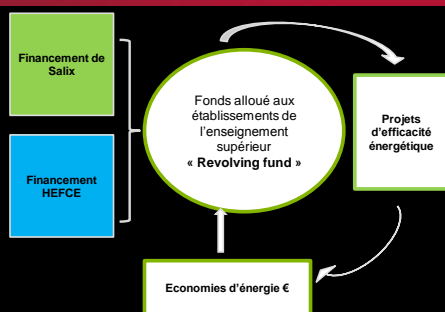 Financement de
Salix
Financement
HEFCE
Fonds alloué aux
établissements de
l'enseignement
supérieur
« Revolving fund »
Projets
d'efficacité
énergétique
Economies d'énergie €